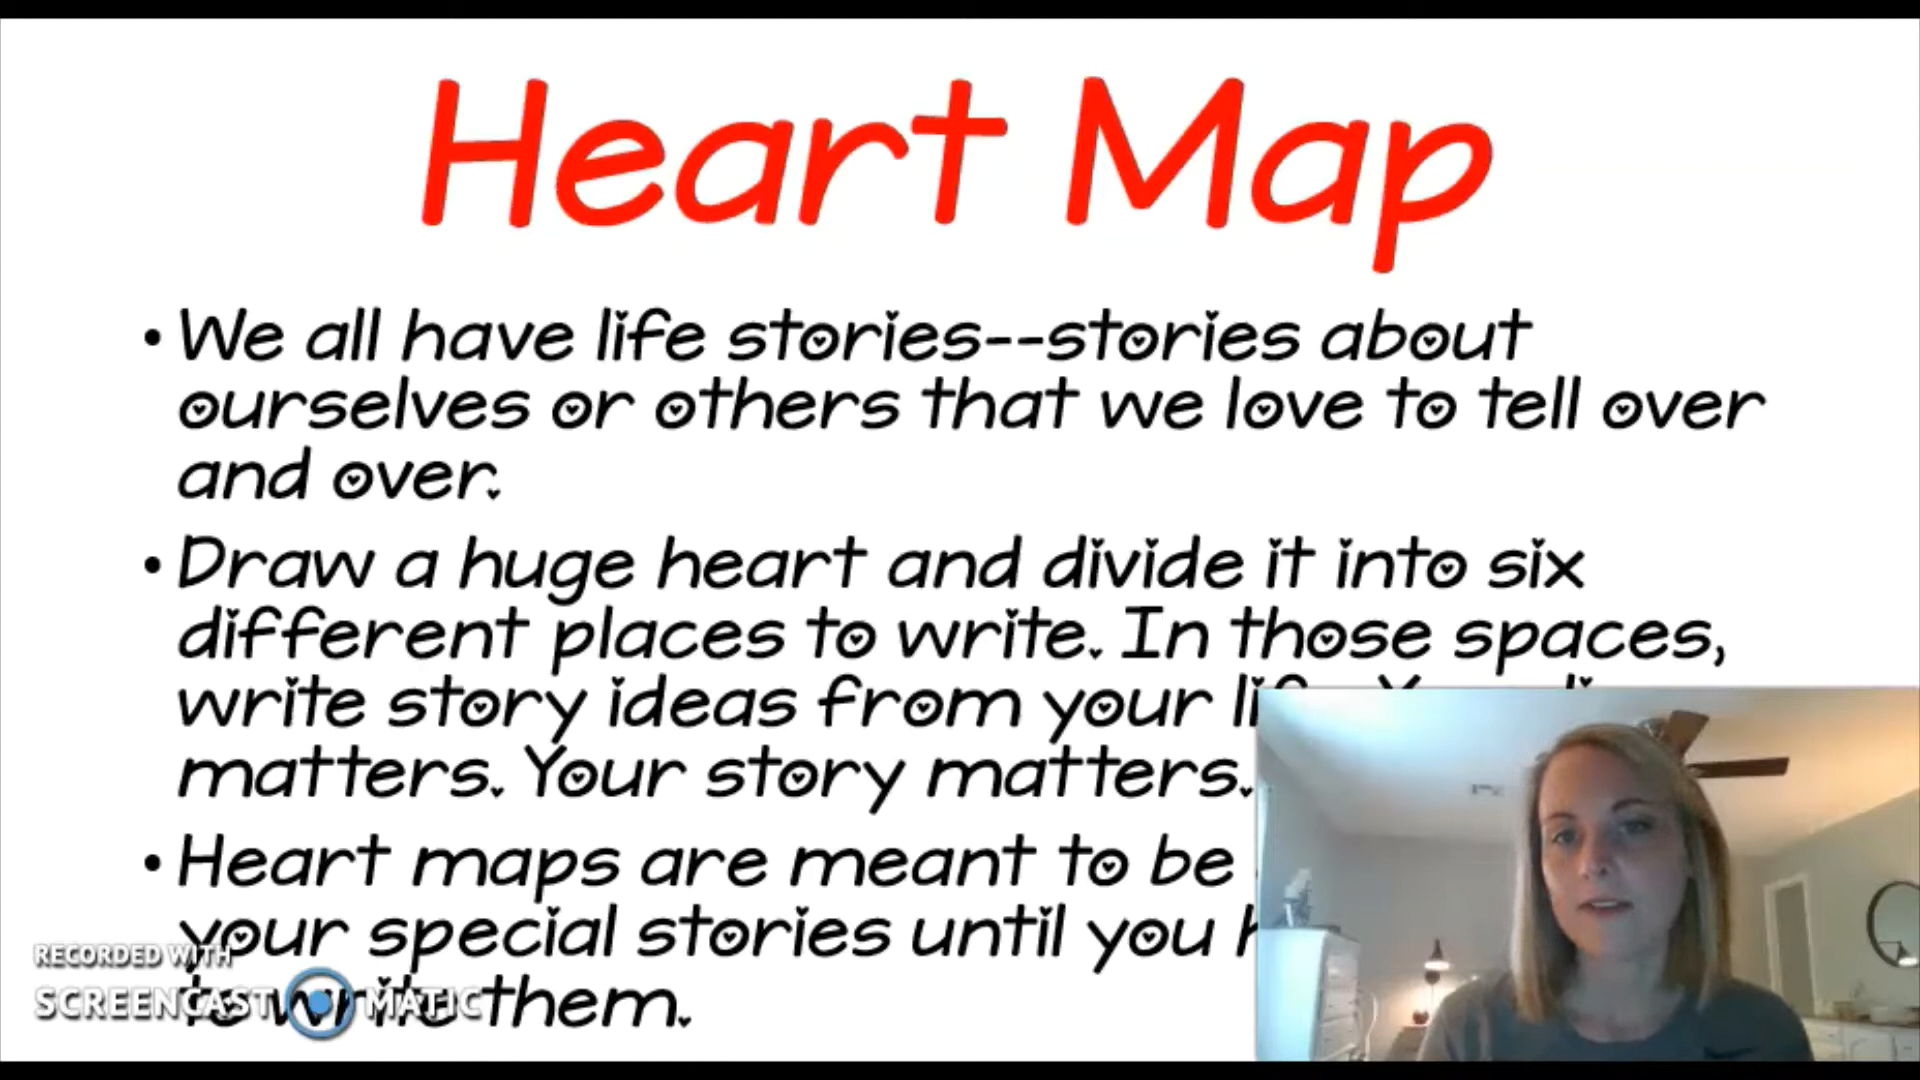 Heart Map
• We all have life stories--stories about
ourselves or others that we love to tell over
and over.
• Draw a huge heart and divide it into six
different places to write. In those spaces,
write story ideas from your
matters. Your story matters.
• Heart maps are meant to be
your special stories until you
to write them.
RECORDED WITH
SCREENCAST MATIC